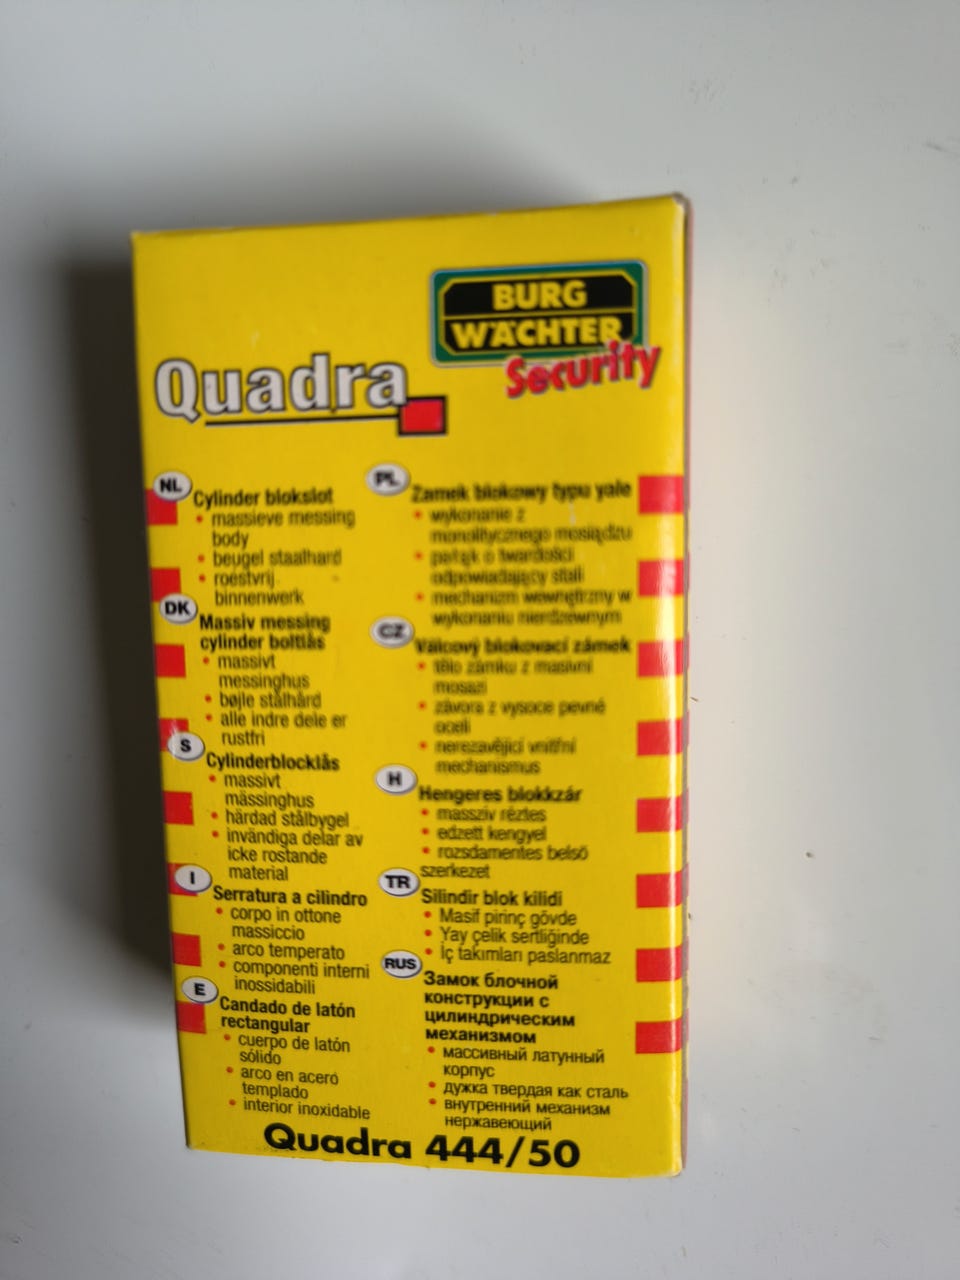 BURG
WÄCHTER
Security
Quadra
NL
Cylinder blokslot
• massieve messing
body
• beugel staalhard
• roestvrij
binnenwerk
DK
Massiv messing
cylinder boltlås
• massivt
messinghus
• bøjle stålhård
• alle indre dele er
rustfri
S
Cylinderblocklås
• massivt
mässinghus
• härdad stålbygel
• invändiga delar av
icke rostande
material
I
Serratura a cilindro
• corpo in ottone
massiccio
• arco temperato
• componenti interni
inossidabili
E
Candado de latón
rectangular
• cuerpo de latón
sólido
• arco en acero
templado
• interior inoxidable
PL
Zamek blokowy typu yale
• wykonanie z
monolitycznego mosiądzu
• pałąk o twardości
odpowiadający stali
• mechanizm wewnętrzny w
wykonaniu nierdzewnym
CZ
Válcový blokovací zámek
• tělo zámku z masivní
mosazi
• závora z vysoce pevné
oceli
• nerezavějící vnitřní
mechanismus
H
Hengeres blokkzár
• massziv réztes
• edzett kengyel
• rozsdamentes belső
szerkezet
TR
Silindir blok kilidi
• Masif pirinç gövde
• Yay çelik sertliğinde
• İç takımları paslanmaz
RUS
Замок блочной
конструкции с
цилиндрическим
механизмом
• массивный латунный
корпус
• дужка твердая как сталь
• внутренний механизм
нержавеющий
Quadra 444/50